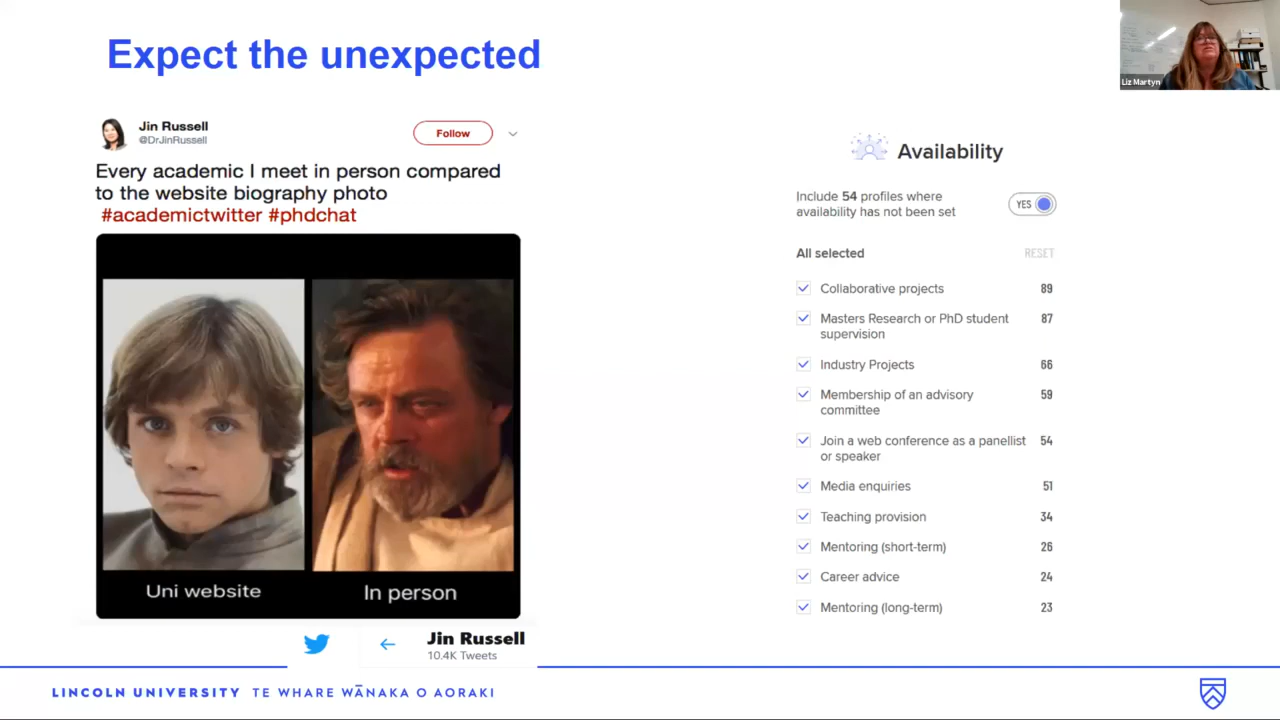 Expect the unexpected
Liz Martyn
Jin Russell
@DrJinRussell
Follow
Every academic I meet in person compared
to the website biography photo
#academictwitter #phdchat
Uni website
In person
Jin Russell
10.4K Tweets
Availability
Include 54 profiles where
availability has not been set
YES
All selected
RESET
Collaborative projects 89
Masters Research or PhD student 87
supervision
Industry Projects 66
Membership of an advisory 59
committee
Join a web conference as a panellist 54
or speaker
Media enquiries 51
Teaching provision 34
Mentoring (short-term) 26
Career advice 24
Mentoring (long-term) 23
LINCOLN UNIVERSITY TE WHARE WĀNAKA O AORAKI